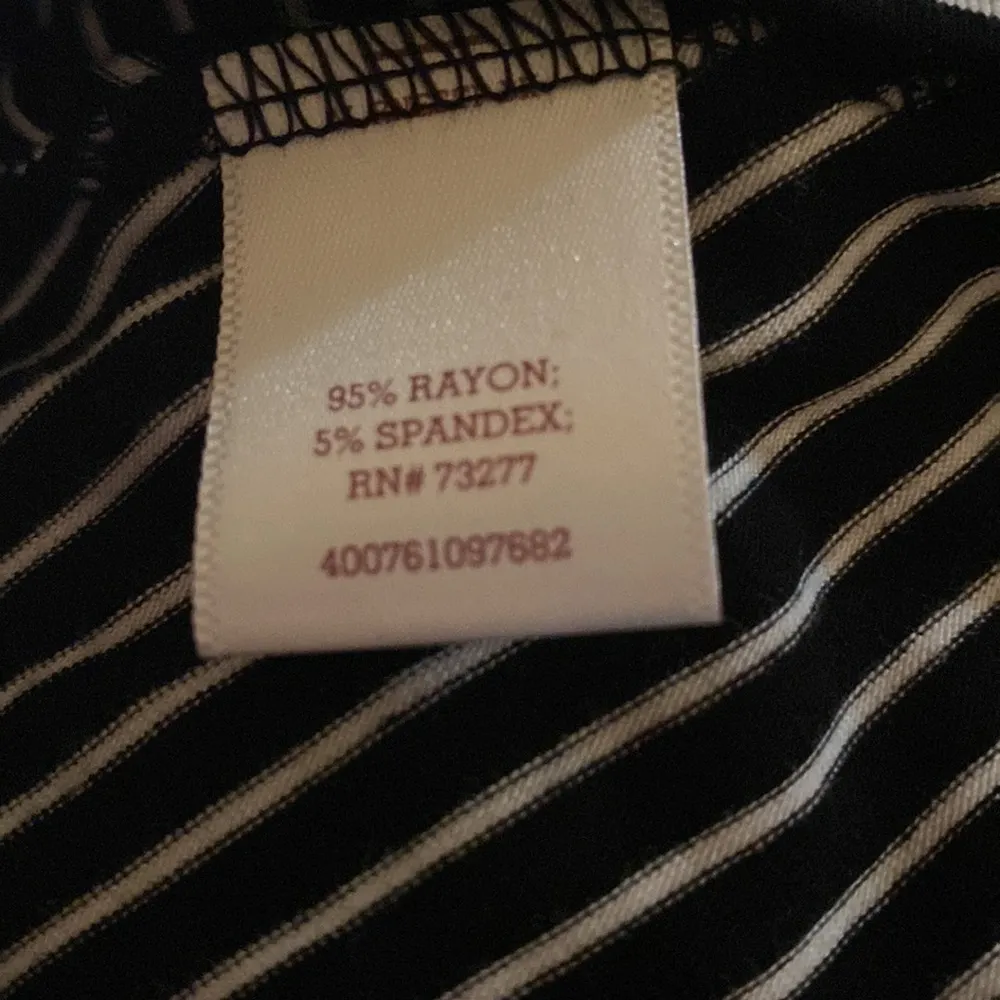 95% RAYON;
5% SPANDEX;
RN# 73277
400761097682